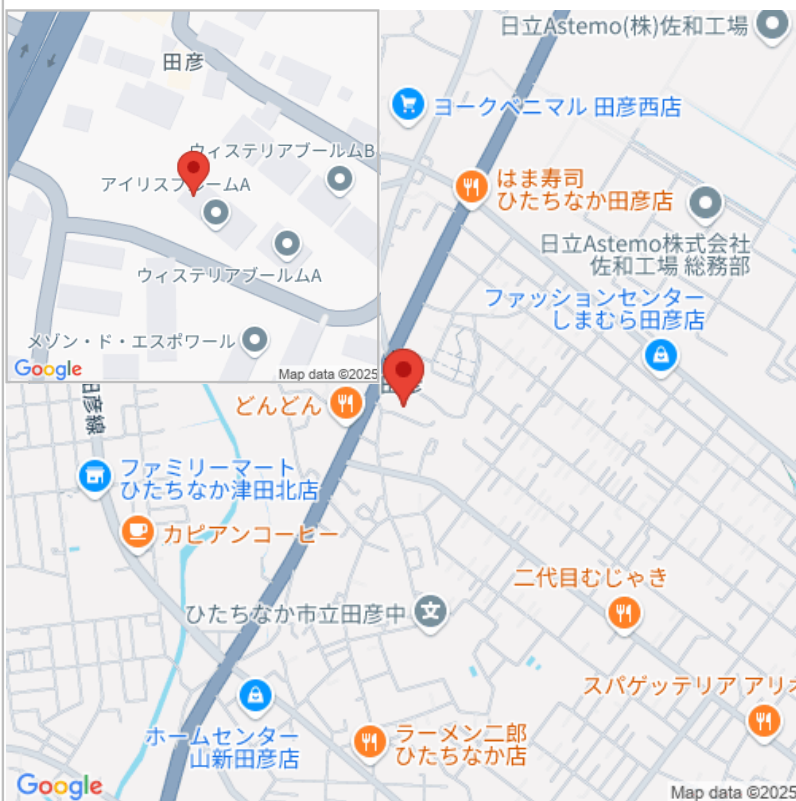 田彦
ウィステリアブールムB
アイリスブルームA
ウィステリアブールムA
メゾン・ド・エスポワール
Google
Map data ©2025
日立Astemo(株)佐和工場
ヨークベニマル 田彦西店
はま寿司
ひたちなか田彦店
日立Astemo株式会社
佐和工場 総務部
ファッションセンター
しまむら田彦店
どんどん
田彦線
ファミリーマート
ひたちなか津田北店
カピアンコーヒー
二代目むじゃき
ひたちなか市立田彦中
文
スパゲッテリア アリオ
ホームセンター
山新田彦店
ラーメン二郎
ひたちなか店
Google
Map data ©2025